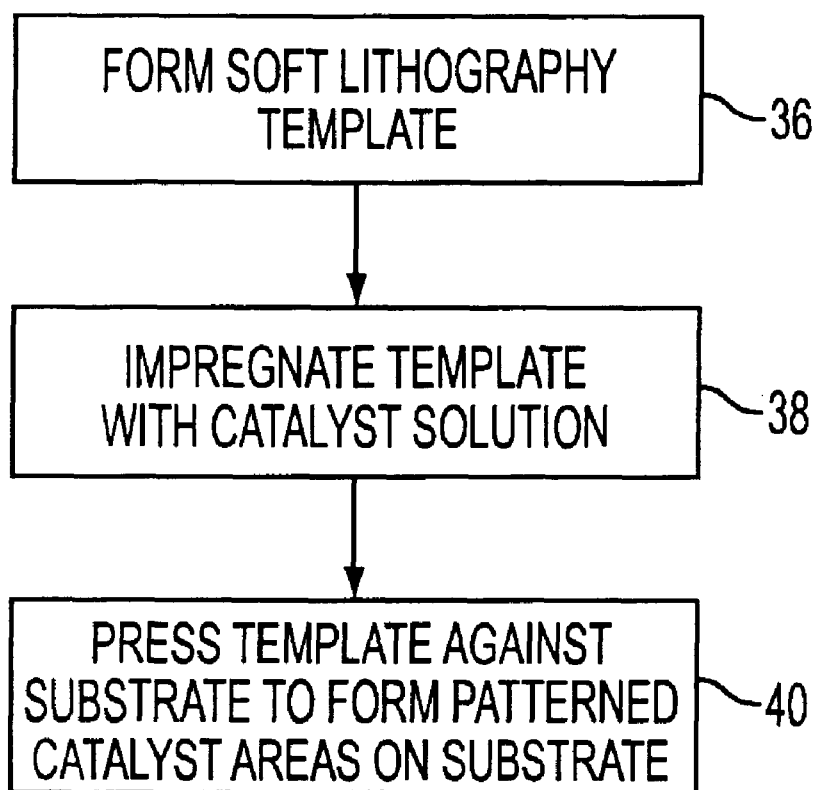 FORM SOFT LITHOGRAPHY
TEMPLATE
36
IMPREGNATE TEMPLATE
WITH CATALYST SOLUTION
38
PRESS TEMPLATE AGAINST
SUBSTRATE TO FORM PATTERNED
CATALYST AREAS ON SUBSTRATE
40